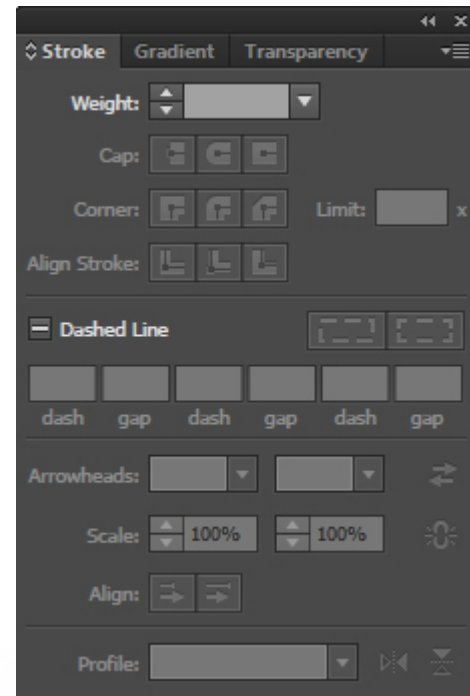 Stroke Gradient Transparency
Weight:
Cap:
Corner: Limit: x
Align Stroke:
Dashed Line
dash gap dash gap dash gap
Arrowheads:
Scale: 100% 100%
Align:
Profile: